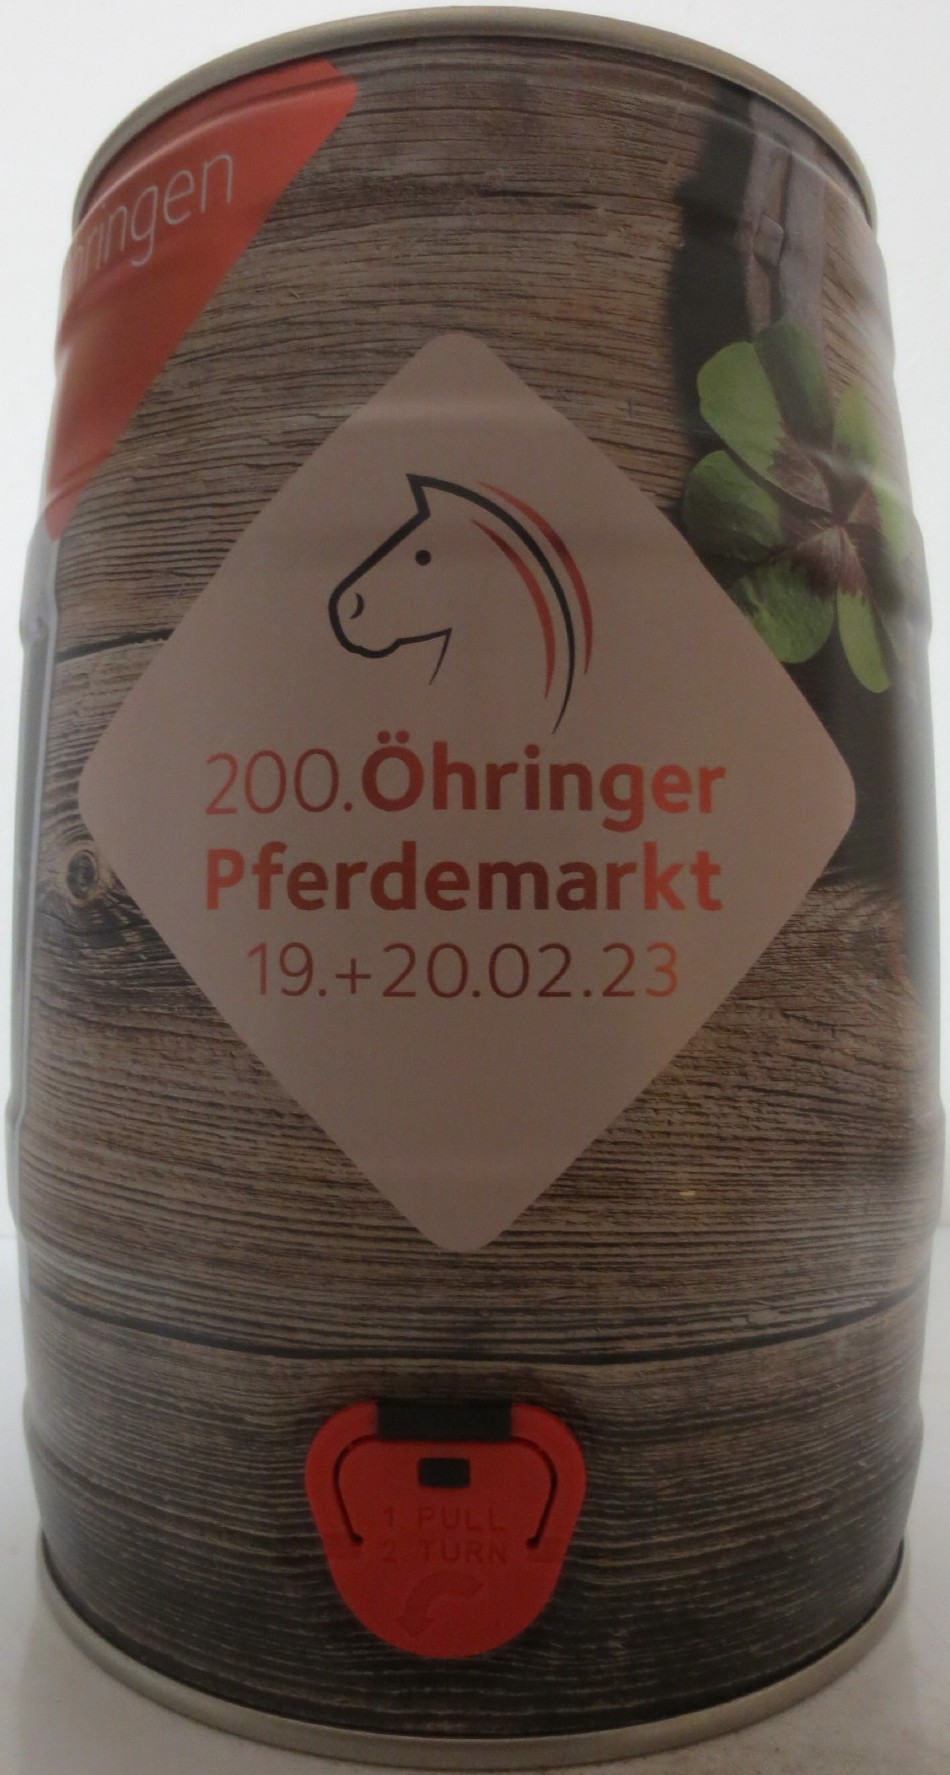 200. Öhringer
Pferdemarkt
19.+20.02.23
1 PULL
2 TURN